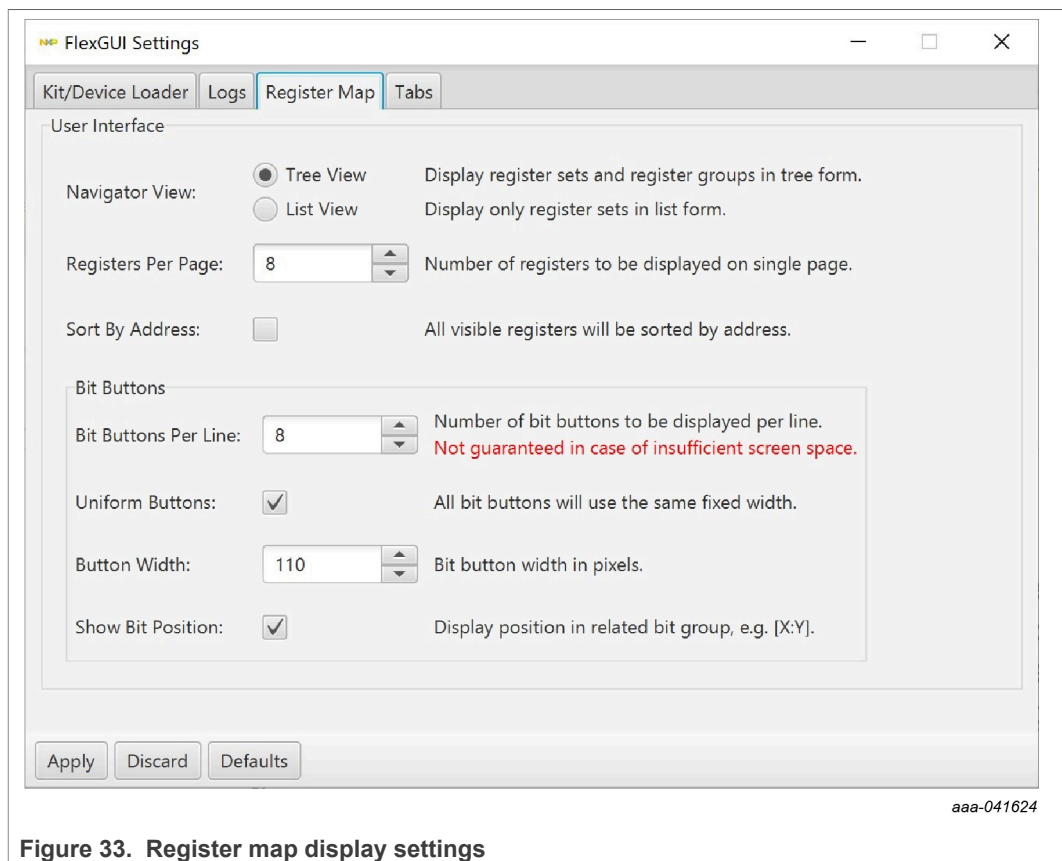 NXP FlexGUI Settings
Kit/Device Loader Logs Register Map Tabs
User Interface
Navigator View:
Tree View Display register sets and register groups in tree form.
List View Display only register sets in list form.
Registers Per Page: 8 Number of registers to be displayed on single page.
Sort By Address: All visible registers will be sorted by address.
Bit Buttons
Bit Buttons Per Line: 8 Number of bit buttons to be displayed per line.
Not guaranteed in case of insufficient screen space.
Uniform Buttons: All bit buttons will use the same fixed width.
Button Width: 110 Bit button width in pixels.
Show Bit Position: Display position in related bit group, e.g. [X:Y].
Apply Discard Defaults
aaa-041624
Figure 33. Register map display settings